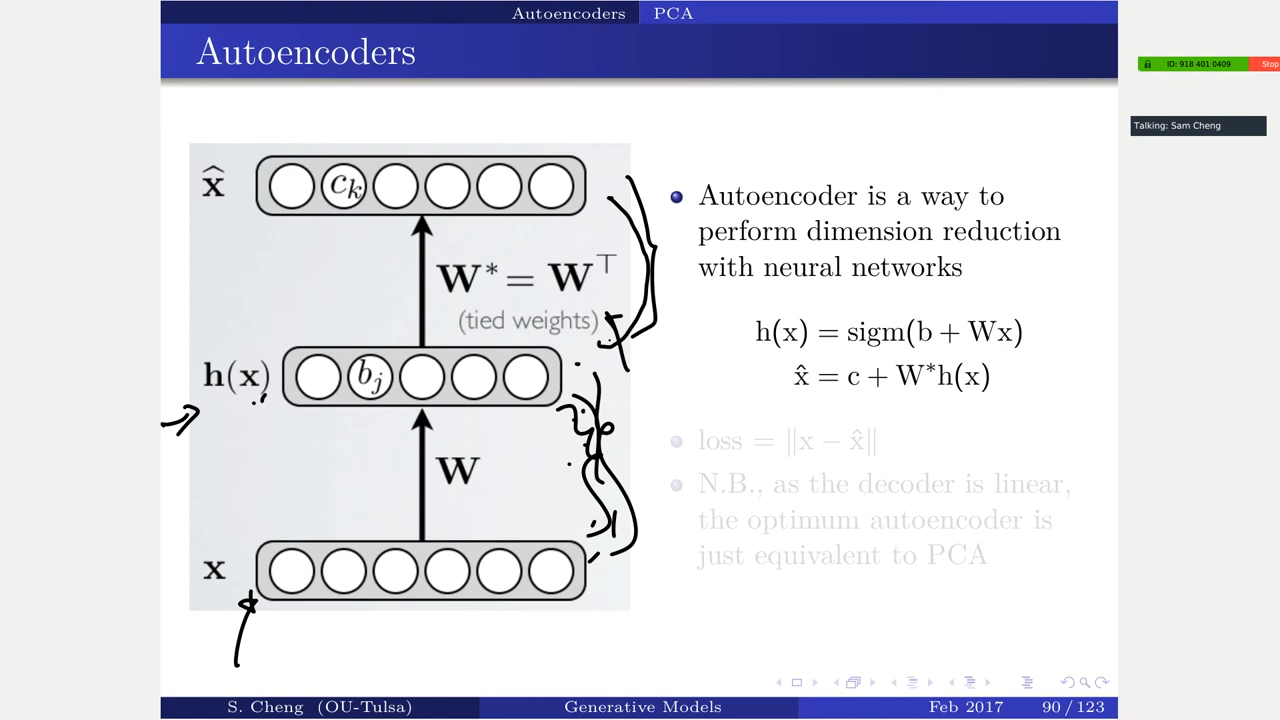 Autoencoders PCA
Autoencoders
ID: 918 401 0409 Stop
Talking: Sam Cheng
x̂ c_k
W* = W^⊤
(tied weights)
h(x) b_j
W
x
Autoencoder is a way to
perform dimension reduction
with neural networks
h(x) = sigm(b + Wx)
x̂ = c + W*h(x)
loss = ‖x − x̂‖
N.B., as the decoder is linear,
the optimum autoencoder is
just equivalent to PCA
S. Cheng (OU-Tulsa) Generative Models Feb 2017 90 / 123